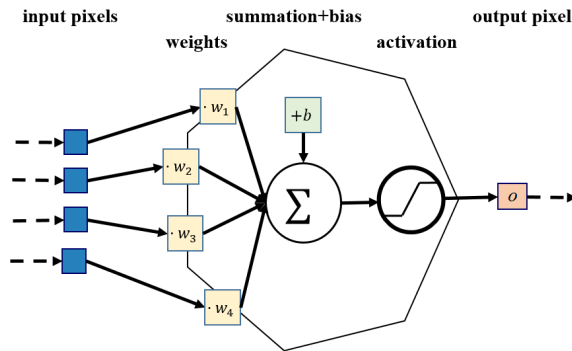 input pixels
summation+bias
output pixel
weights
activation
· w₁
+b
· w₂
Σ
o
· w₃
· w₄